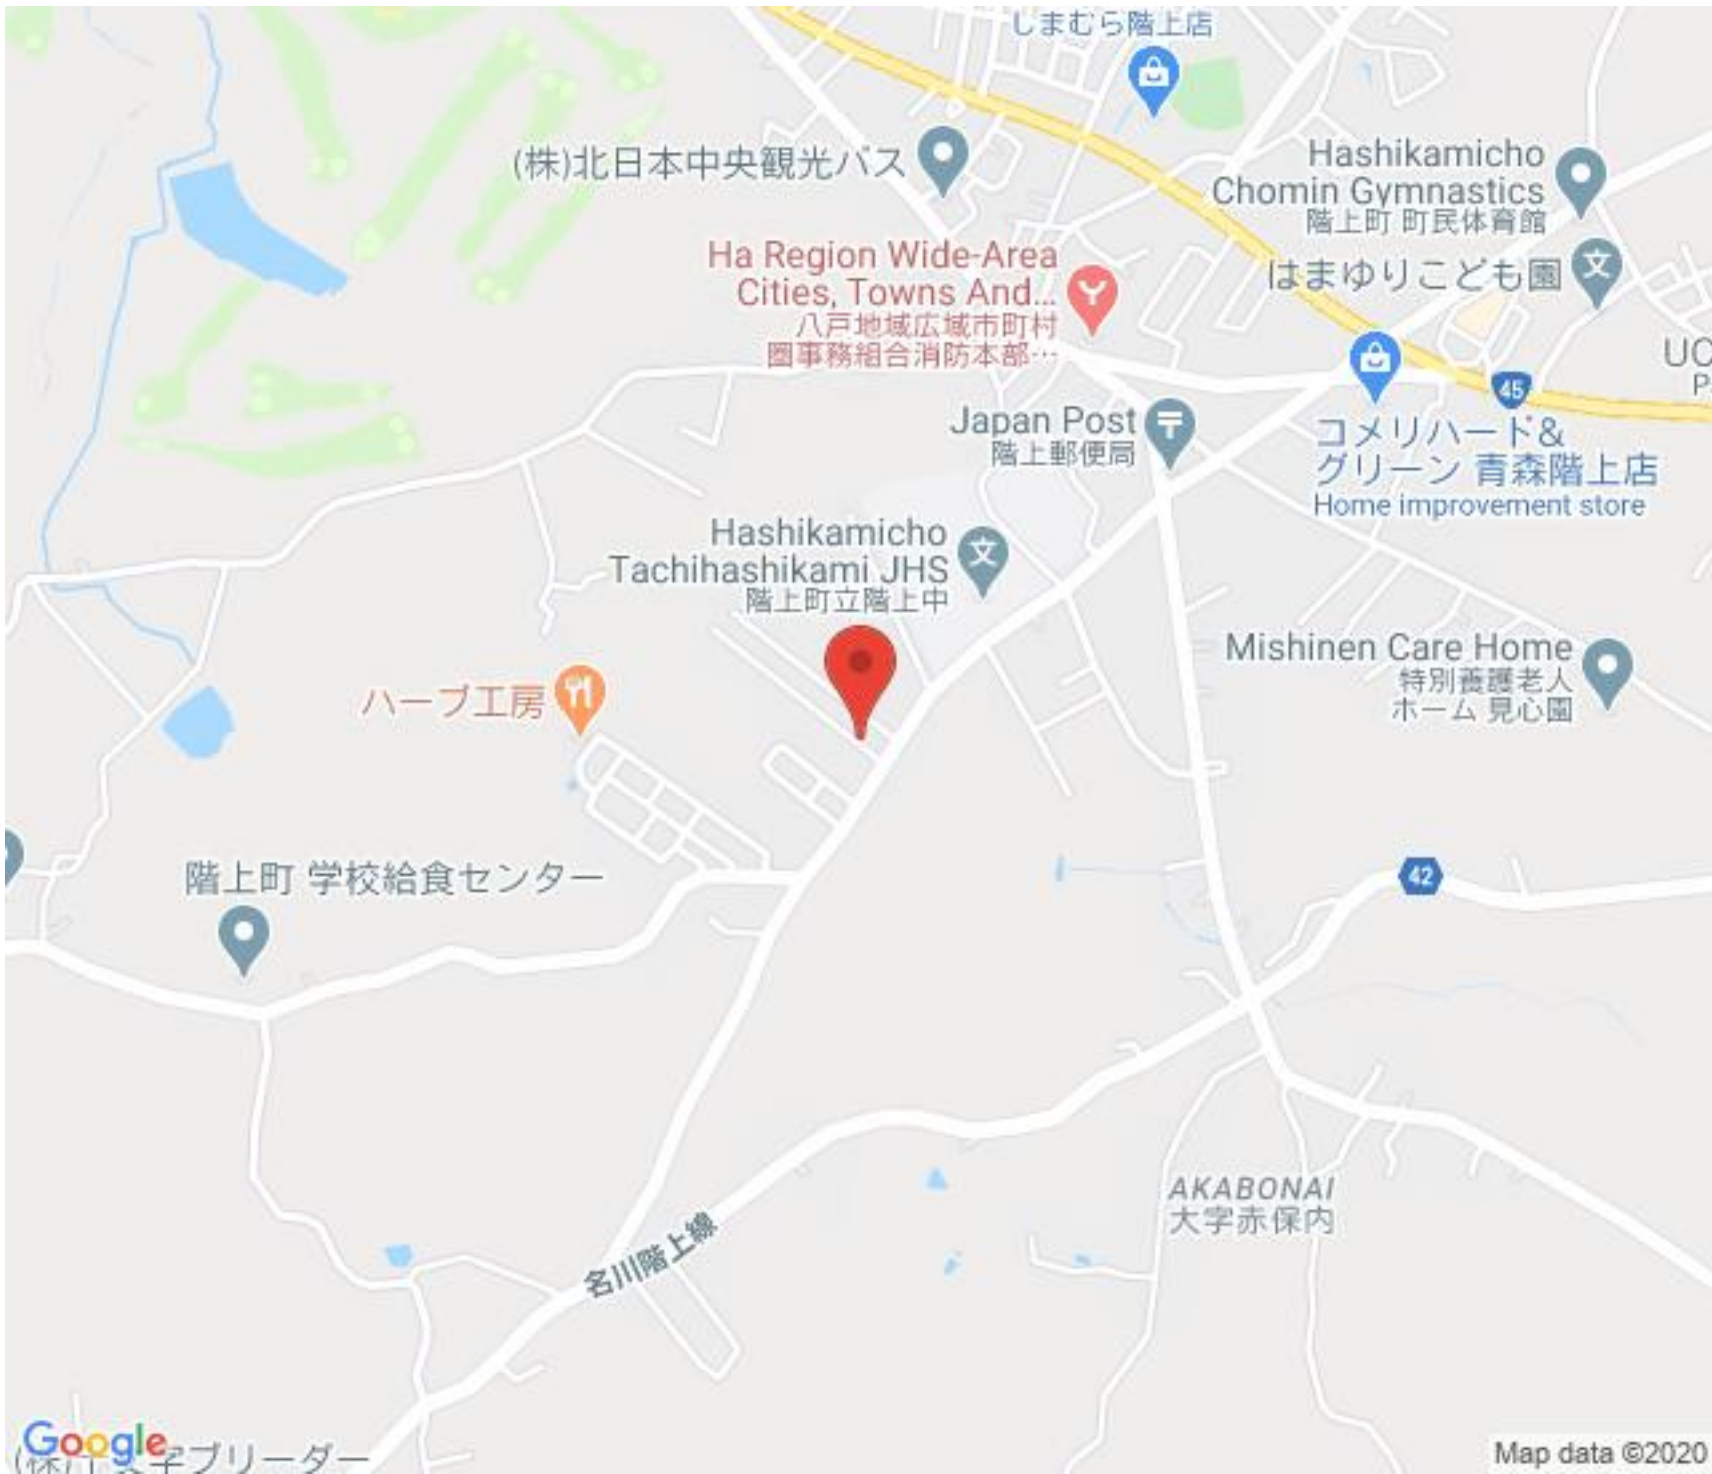 しまむら階上店
(株)北日本中央観光バス
Hashikamicho
Chomin Gymnastics
階上町 町民体育館
Ha Region Wide-Area
Cities, Towns And...
八戸地域広域市町村
圏事務組合消防本部…
はまゆりこども園
UC
P
45
Japan Post
階上郵便局
コメリハード&
グリーン 青森階上店
Home improvement store
Hashikamicho
Tachihashikami JHS
階上町立階上中
Mishinen Care Home
特別養護老人
ホーム 見心園
ハーブ工房
階上町 学校給食センター
42
AKABONAI
大字赤保内
名川階上線
Google
ブリーダー
Map data ©2020